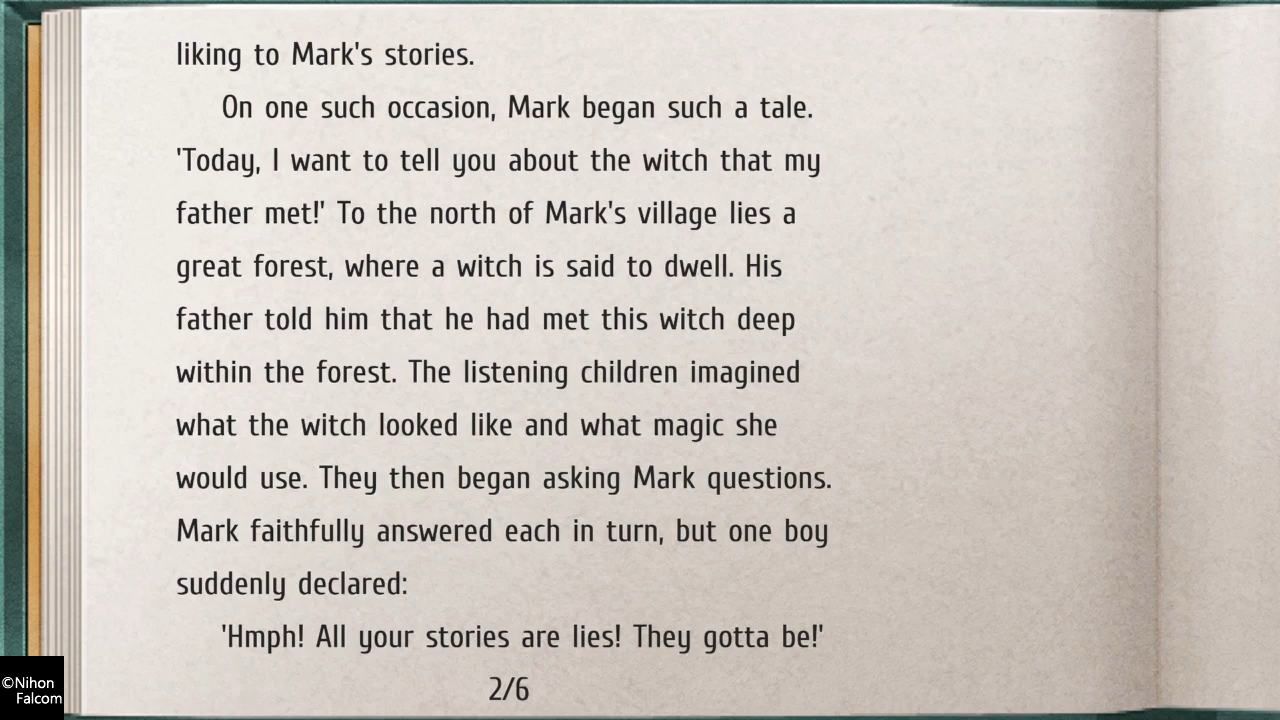 liking to Mark's stories.
On one such occasion, Mark began such a tale.
'Today, I want to tell you about the witch that my
father met!' To the north of Mark's village lies a
great forest, where a witch is said to dwell. His
father told him that he had met this witch deep
within the forest. The listening children imagined
what the witch looked like and what magic she
would use. They then began asking Mark questions.
Mark faithfully answered each in turn, but one boy
suddenly declared:
'Hmph! All your stories are lies! They gotta be!'
2/6
©Nihon
Falcom